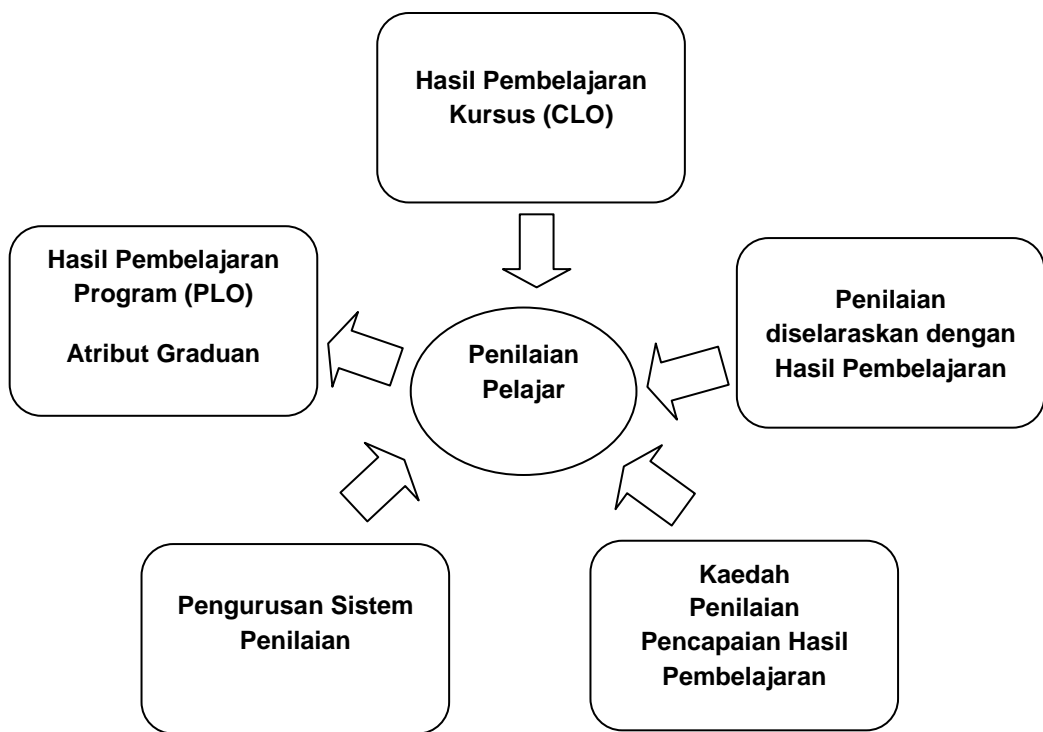 Hasil Pembelajaran
Kursus (CLO)
Hasil Pembelajaran
Program (PLO)
Atribut Graduan
Penilaian
Pelajar
Penilaian
diselaraskan dengan
Hasil Pembelajaran
Pengurusan Sistem
Penilaian
Kaedah
Penilaian
Pencapaian Hasil
Pembelajaran